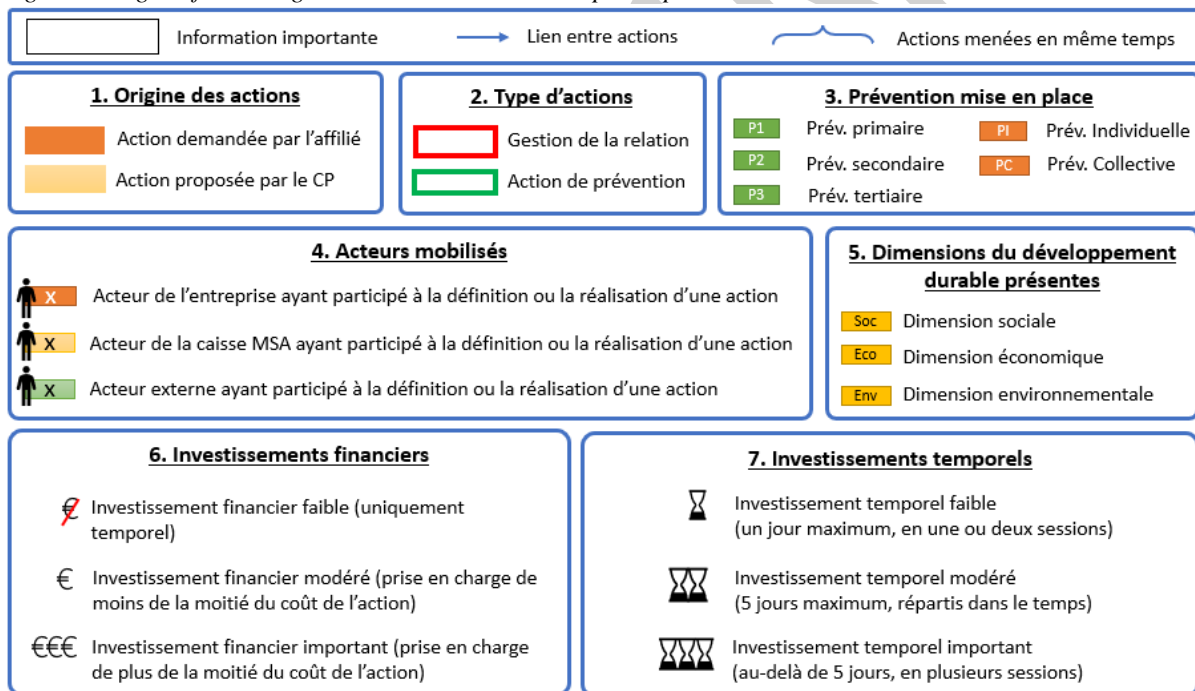 Information importante
Lien entre actions
Actions menées en même temps
1. Origine des actions
Action demandée par l'affilié
Action proposée par le CP
2. Type d'actions
Gestion de la relation
Action de prévention
3. Prévention mise en place
P1 Prév. primaire
PI Prév. Individuelle
P2 Prév. secondaire
PC Prév. Collective
P3 Prév. tertiaire
4. Acteurs mobilisés
X Acteur de l'entreprise ayant participé à la définition ou la réalisation d'une action
X Acteur de la caisse MSA ayant participé à la définition ou la réalisation d'une action
X Acteur externe ayant participé à la définition ou la réalisation d'une action
5. Dimensions du développement
durable présentes
Soc Dimension sociale
Eco Dimension économique
Env Dimension environnementale
6. Investissements financiers
€ Investissement financier faible (uniquement
temporel)
€ Investissement financier modéré (prise en charge de
moins de la moitié du coût de l'action)
€€€ Investissement financier important (prise en charge
de plus de la moitié du coût de l'action)
7. Investissements temporels
Investissement temporel faible
(un jour maximum, en une ou deux sessions)
Investissement temporel modéré
(5 jours maximum, répartis dans le temps)
Investissement temporel important
(au-delà de 5 jours, en plusieurs sessions)